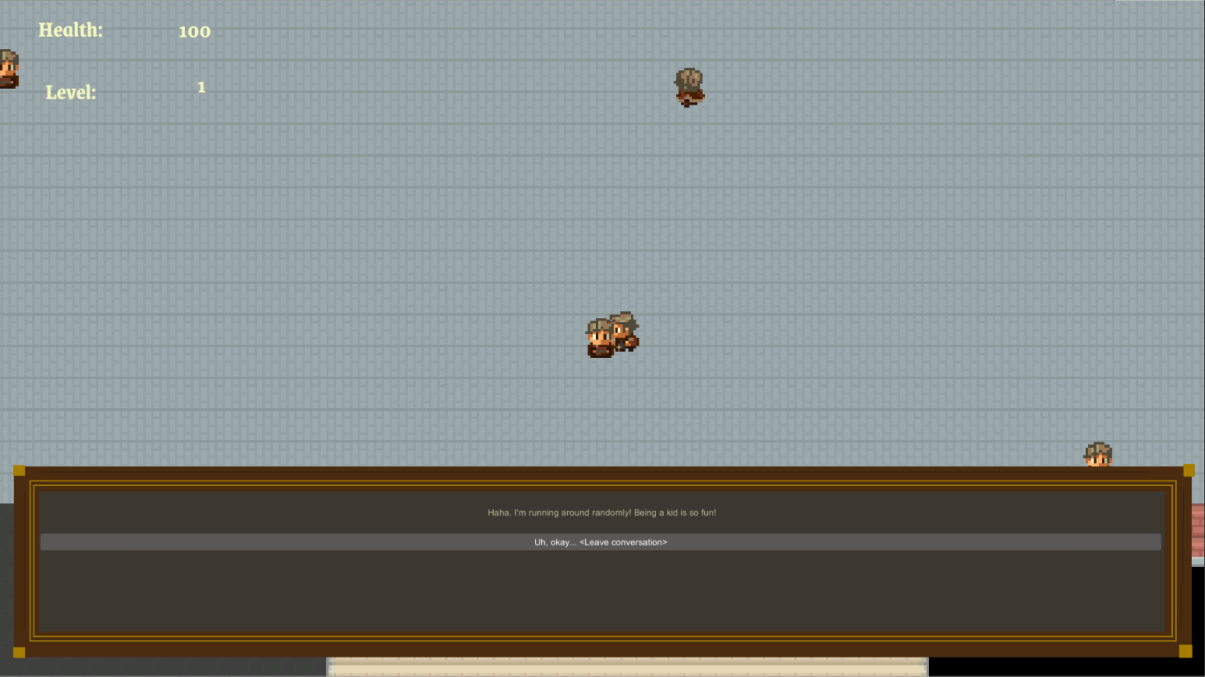 Health: 100
Level: 1
Haha. I'm running around randomly! Being a kid is so fun!
Uh, okay... <Leave conversation>